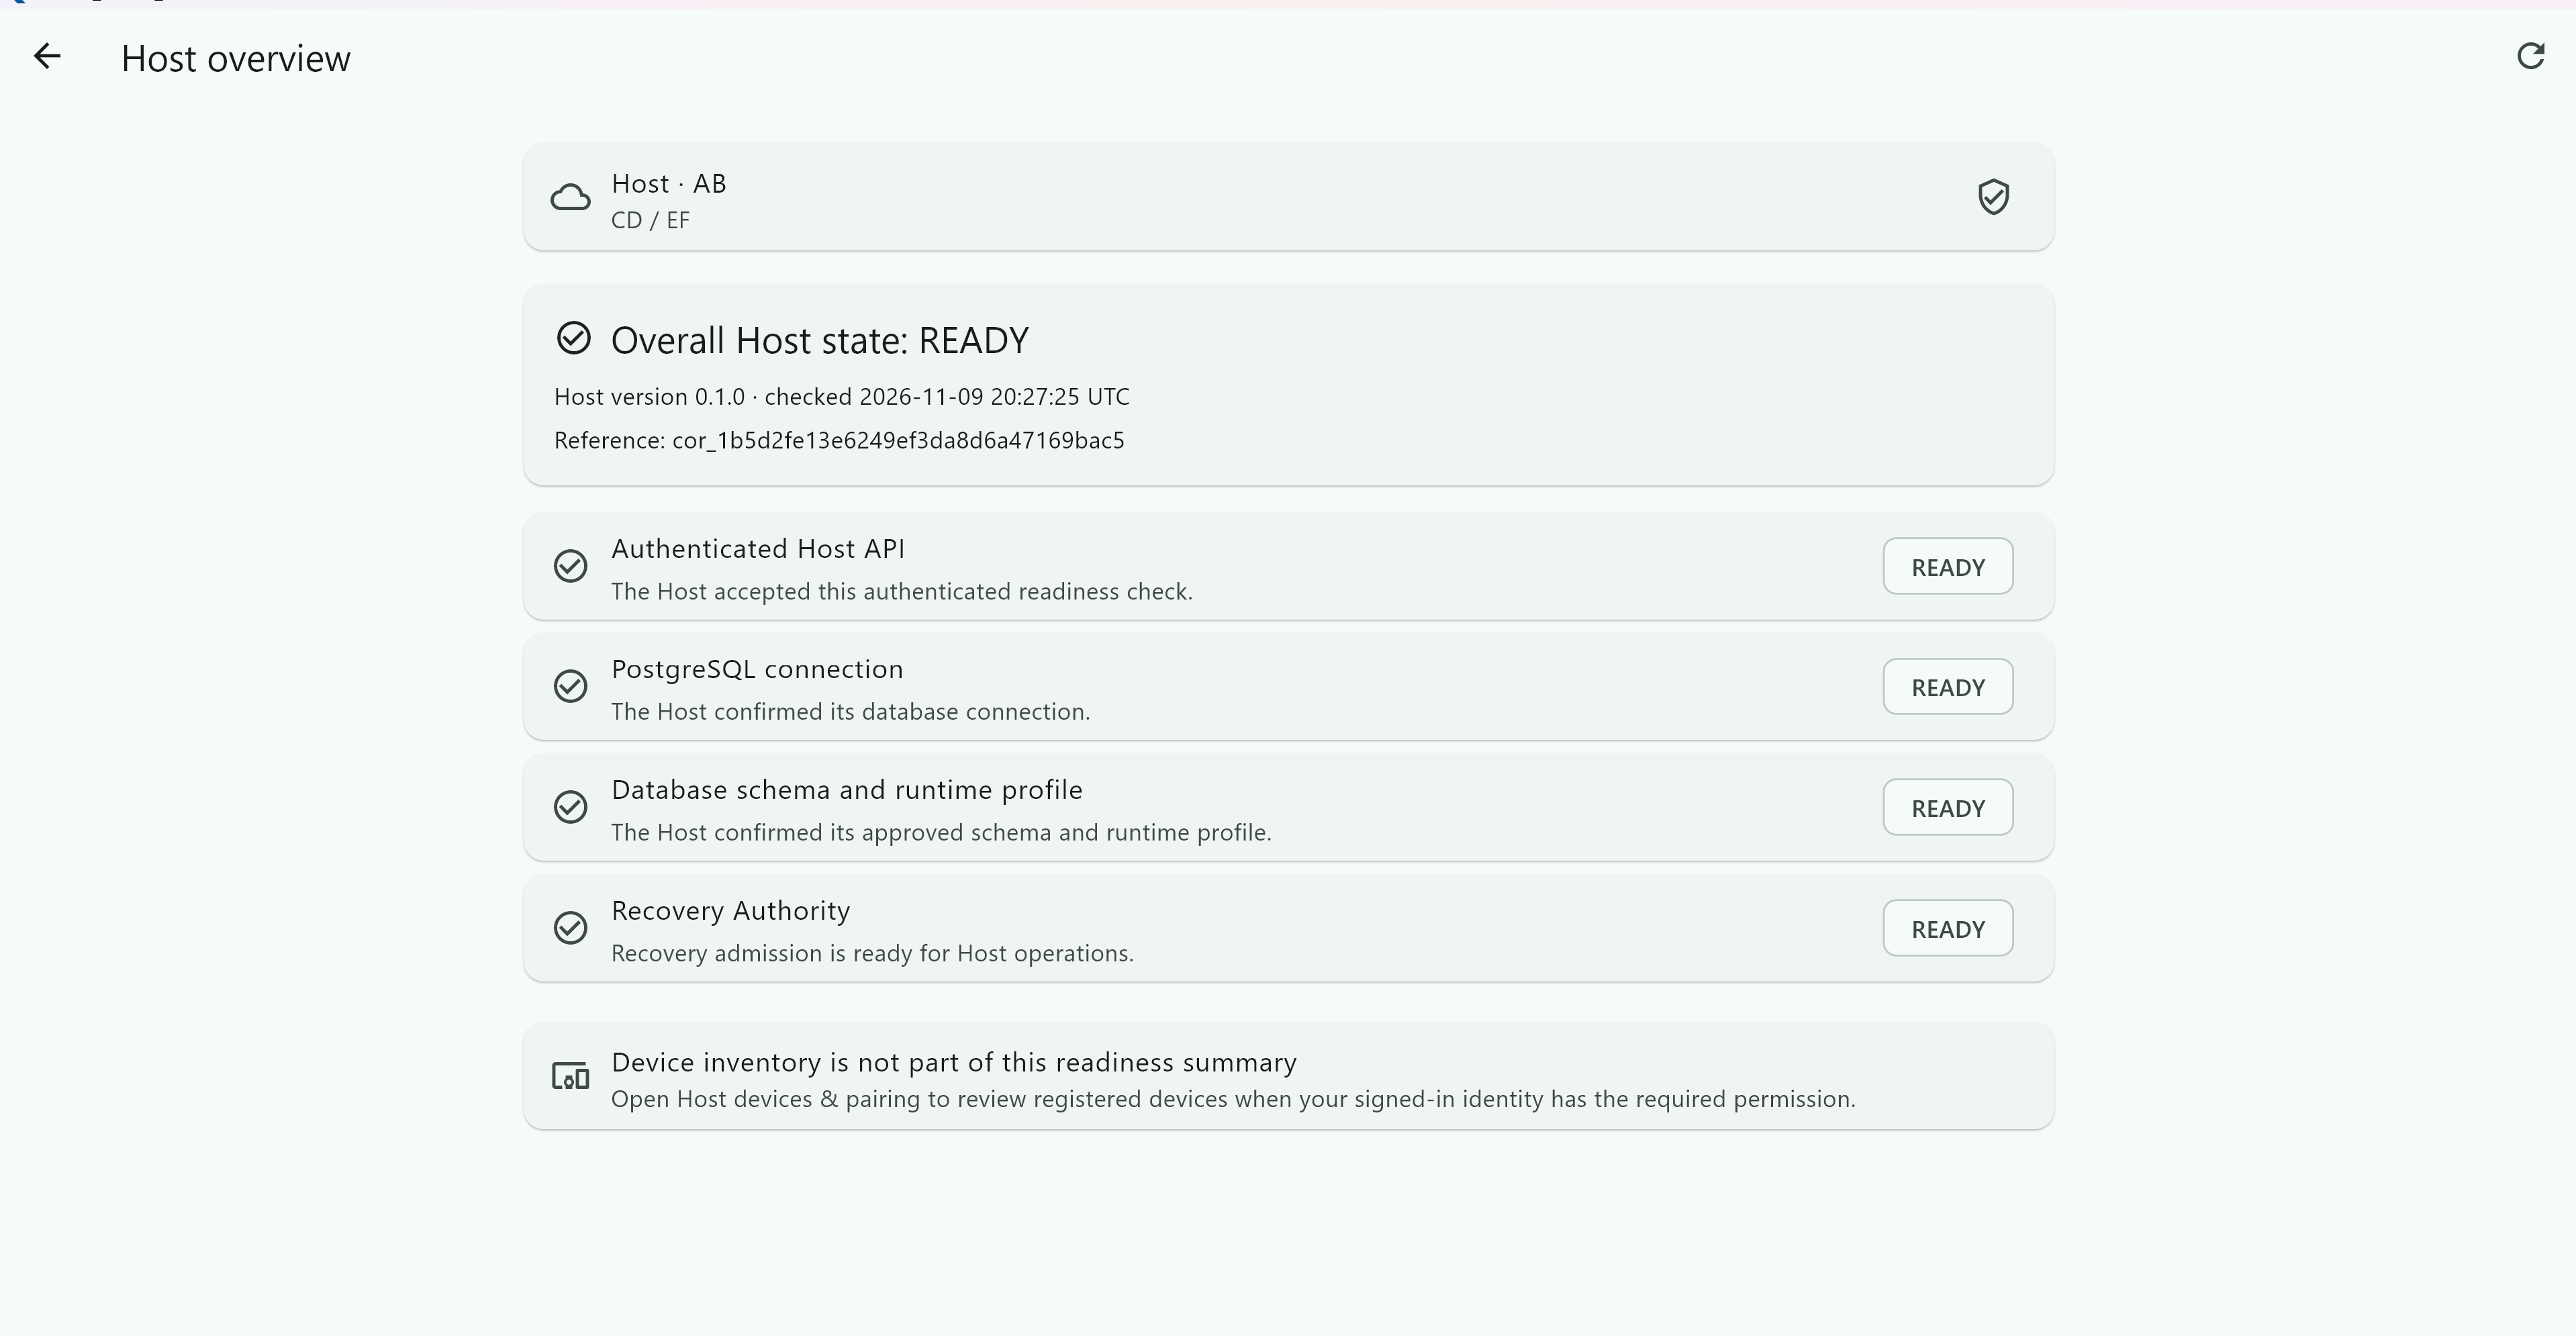 Host overview
Host · AB
CD / EF
Overall Host state: READY
Host version 0.1.0 · checked 2026-11-09 20:27:25 UTC
Reference: cor_1b5d2fe13e6249ef3da8d6a47169bac5
Authenticated Host API
The Host accepted this authenticated readiness check.
READY
PostgreSQL connection
The Host confirmed its database connection.
READY
Database schema and runtime profile
The Host confirmed its approved schema and runtime profile.
READY
Recovery Authority
Recovery admission is ready for Host operations.
READY
Device inventory is not part of this readiness summary
Open Host devices & pairing to review registered devices when your signed-in identity has the required permission.